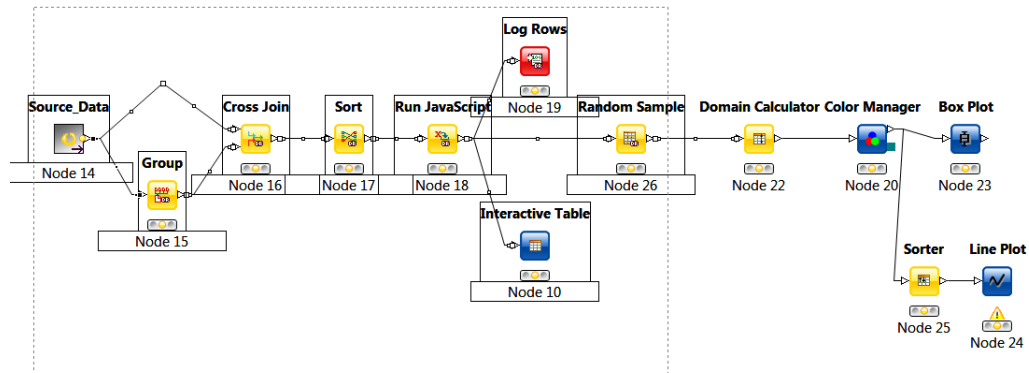 Log Rows
Node 19
Source_Data
Node 14
Group
Node 15
Cross Join
Node 16
Sort
Node 17
Run JavaScript
Node 18
Interactive Table
Node 10
Random Sample
Node 26
Domain Calculator
Node 22
Color Manager
Node 20
Box Plot
Node 23
Sorter
Node 25
Line Plot
Node 24